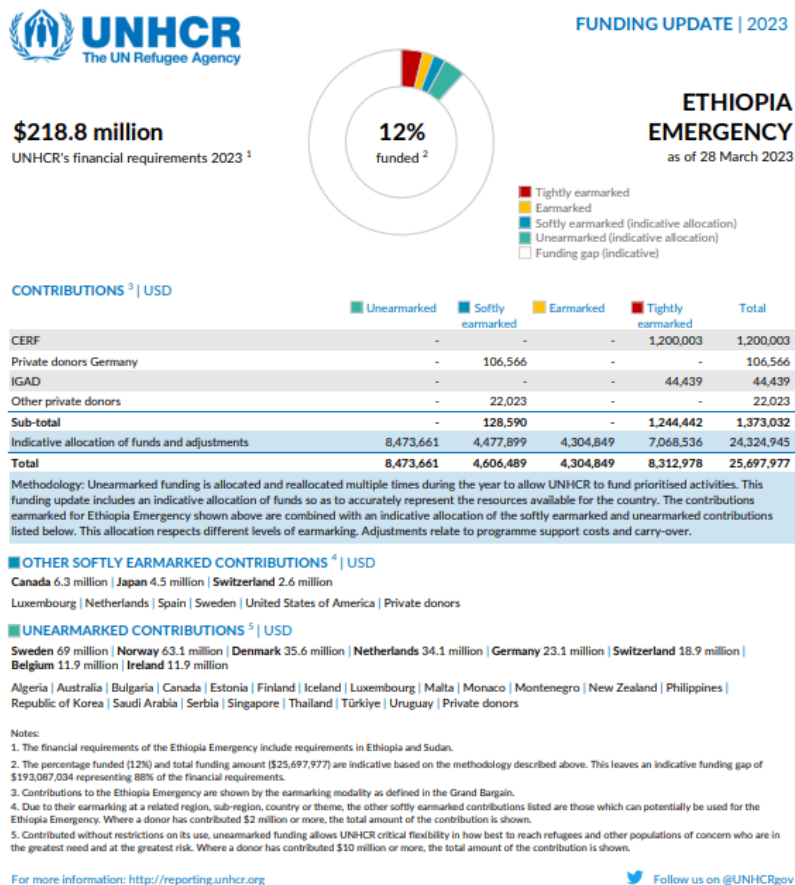 UNHCR
The UN Refugee Agency
FUNDING UPDATE | 2023
$218.8 million
UNHCR's financial requirements 2023 1
12%
funded 2
ETHIOPIA
EMERGENCY
as of 28 March 2023
Tightly earmarked
Earmarked
Softly earmarked (indicative allocation)
Unearmarked (indicative allocation)
Funding gap (indicative)
CONTRIBUTIONS 3 | USD
Unearmarked Softly earmarked Earmarked Tightly earmarked Total
CERF - - - 1,200,003 1,200,003
Private donors Germany - 106,566 - - 106,566
IGAD - - - 44,439 44,439
Other private donors - 22,023 - - 22,023
Sub-total - 128,590 - 1,244,442 1,373,032
Indicative allocation of funds and adjustments 8,473,661 4,477,899 4,304,849 7,068,536 24,324,945
Total 8,473,661 4,606,489 4,304,849 8,312,978 25,697,977
Methodology: Unearmarked funding is allocated and reallocated multiple times during the year to allow UNHCR to fund prioritised activities. This
funding update includes an indicative allocation of funds so as to accurately represent the resources available for the country. The contributions
earmarked for Ethiopia Emergency shown above are combined with an indicative allocation of the softly earmarked and unearmarked contributions
listed below. This allocation respects different levels of earmarking. Adjustments relate to programme support costs and carry-over.
OTHER SOFTLY EARMARKED CONTRIBUTIONS 4 | USD
Canada 6.3 million | Japan 4.5 million | Switzerland 2.6 million
Luxembourg | Netherlands | Spain | Sweden | United States of America | Private donors
UNEARMARKED CONTRIBUTIONS 5 | USD
Sweden 69 million | Norway 63.1 million | Denmark 35.6 million | Netherlands 34.1 million | Germany 23.1 million | Switzerland 18.9 million |
Belgium 11.9 million | Ireland 11.9 million
Algeria | Australia | Bulgaria | Canada | Estonia | Finland | Iceland | Luxembourg | Malta | Monaco | Montenegro | New Zealand | Philippines |
Republic of Korea | Saudi Arabia | Serbia | Singapore | Thailand | Türkiye | Uruguay | Private donors
Notes:
1. The financial requirements of the Ethiopia Emergency include requirements in Ethiopia and Sudan.
2. The percentage funded (12%) and total funding amount ($25,697,977) are indicative based on the methodology described above. This leaves an indicative funding gap of
$193,087,034 representing 88% of the financial requirements.
3. Contributions to the Ethiopia Emergency are shown by the earmarking modality as defined in the Grand Bargain.
4. Due to their earmarking at a related region, sub-region, country or theme, the other softly earmarked contributions listed are those which can potentially be used for the
Ethiopia Emergency. Where a donor has contributed $2 million or more, the total amount of the contribution is shown.
5. Contributed without restrictions on its use, unearmarked funding allows UNHCR critical flexibility in how best to reach refugees and other populations of concern who are in
the greatest need and at the greatest risk. Where a donor has contributed $10 million or more, the total amount of the contribution is shown.
For more information: http://reporting.unhcr.org
Follow us on @UNHCRgov